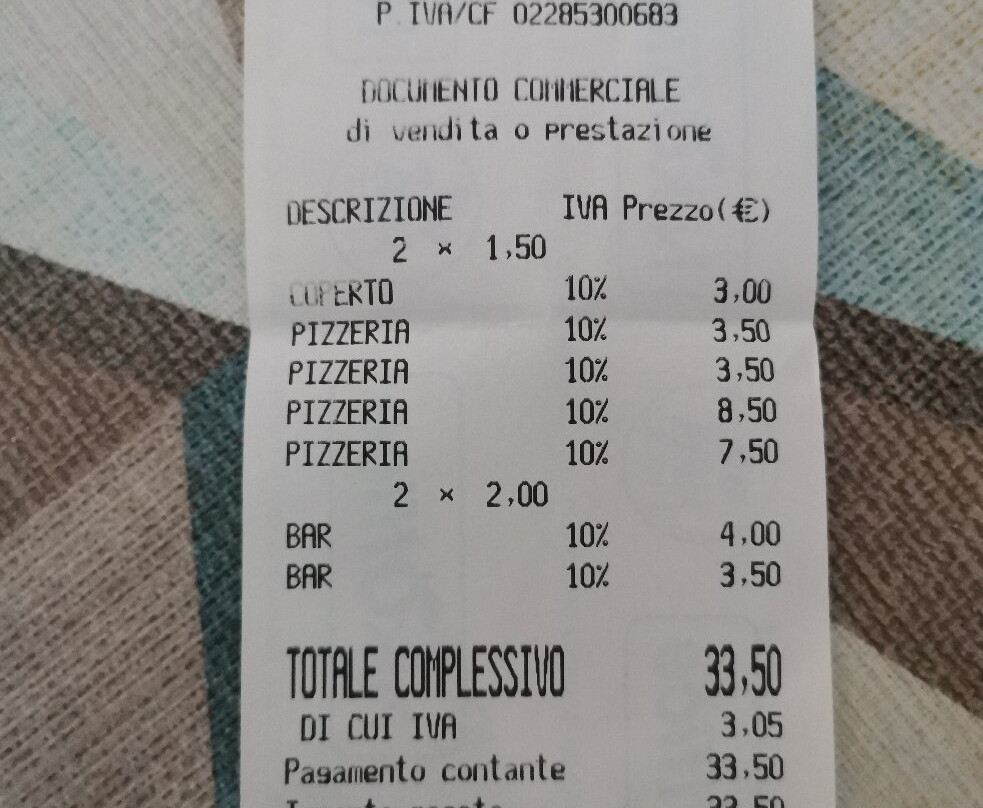 P.IVA/CF 02285300683
DOCUMENTO COMMERCIALE
di vendita o prestazione
DESCRIZIONE IVA Prezzo(€)
2 x 1,50
COPERTO 10% 3,00
PIZZERIA 10% 3,50
PIZZERIA 10% 3,50
PIZZERIA 10% 8,50
PIZZERIA 10% 7,50
2 x 2,00
BAR 10% 4,00
BAR 10% 3,50
TOTALE COMPLESSIVO 33,50
DI CUI IVA 3,05
Pagamento contante 33,50